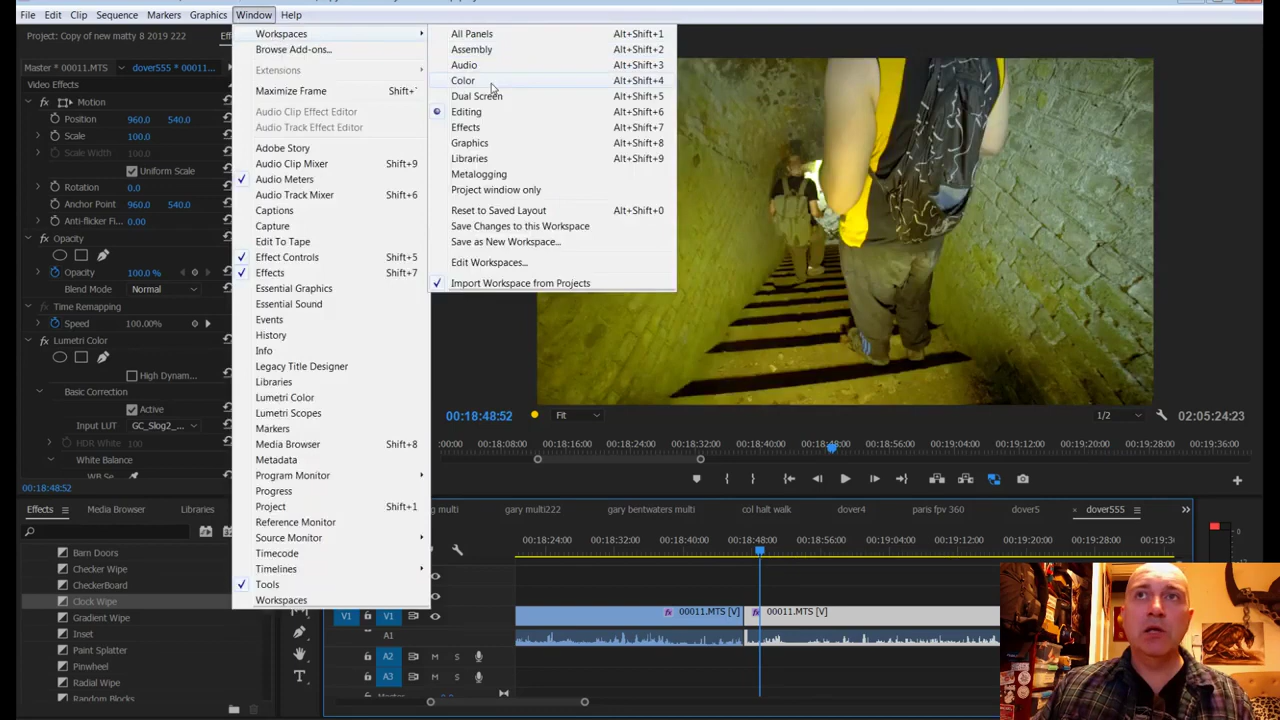 File Edit Clip Sequence Markers Graphics Window Help
Project: Copy of new matty 8 2019 222
Master * 00011.MTS dover555 * 00011...
Video Effects
fx Motion
Position 960.0 540.0
Scale 100.0
Scale Width 100.0
Uniform Scale
Rotation 0.0
Anchor Point 960.0 540.0
Anti-flicker Fi... 0.00
fx Opacity
Opacity 100.0 %
Blend Mode Normal
Time Remapping
Speed 100.00%
fx Lumetri Color
High Dynam...
Basic Correction
Active
Input LUT GC_Slog2_...
HDR White 100
White Balance
00:18:48:52
Effects Media Browser Libraries
Barn Doors
Checker Wipe
CheckerBoard
Clock Wipe
Gradient Wipe
Inset
Paint Splatter
Pinwheel
Radial Wipe
Random Blocks
Workspaces
Browse Add-ons...
Extensions
Maximize Frame Shift+`
Audio Clip Effect Editor
Audio Track Effect Editor
Adobe Story
Audio Clip Mixer Shift+9
Audio Meters
Audio Track Mixer Shift+6
Captions
Capture
Edit To Tape
Effect Controls Shift+5
Effects Shift+7
Essential Graphics
Essential Sound
Events
History
Info
Legacy Title Designer
Libraries
Lumetri Color
Lumetri Scopes
Markers
Media Browser Shift+8
Metadata
Program Monitor
Progress
Project Shift+1
Reference Monitor
Source Monitor
Timecode
Timelines
Tools
Workspaces
All Panels Alt+Shift+1
Assembly Alt+Shift+2
Audio Alt+Shift+3
Color Alt+Shift+4
Dual Screen Alt+Shift+5
Editing Alt+Shift+6
Effects Alt+Shift+7
Graphics Alt+Shift+8
Libraries Alt+Shift+9
Metalogging
Project window only
Reset to Saved Layout Alt+Shift+0
Save Changes to this Workspace
Save as New Workspace...
Edit Workspaces...
Import Workspace from Projects
00:18:48:52 Fit 1/2 02:05:24:23
:00:00 00:18:08:00 00:18:16:00 00:18:24:00 00:18:32:00 00:18:40:00 00:18:48:00 00:18:56:00 00:19:04:00 00:19:12:00 00:19:20:00 00:19:28:00 00:19:36:00
multi gary multi222 gary bentwaters multi col halt walk dover4 paris fpv 360 dover5 dover555
00:18:24:00 00:18:32:00 00:18:40:00 00:18:48:00 00:18:56:00 00:19:04:00 00:19:12:00 00:19:20:00 00:19:28:00
V1 V1 fx 00011.MTS [V] fx 00011.MTS [V]
A1
A2 M S
A3 M S